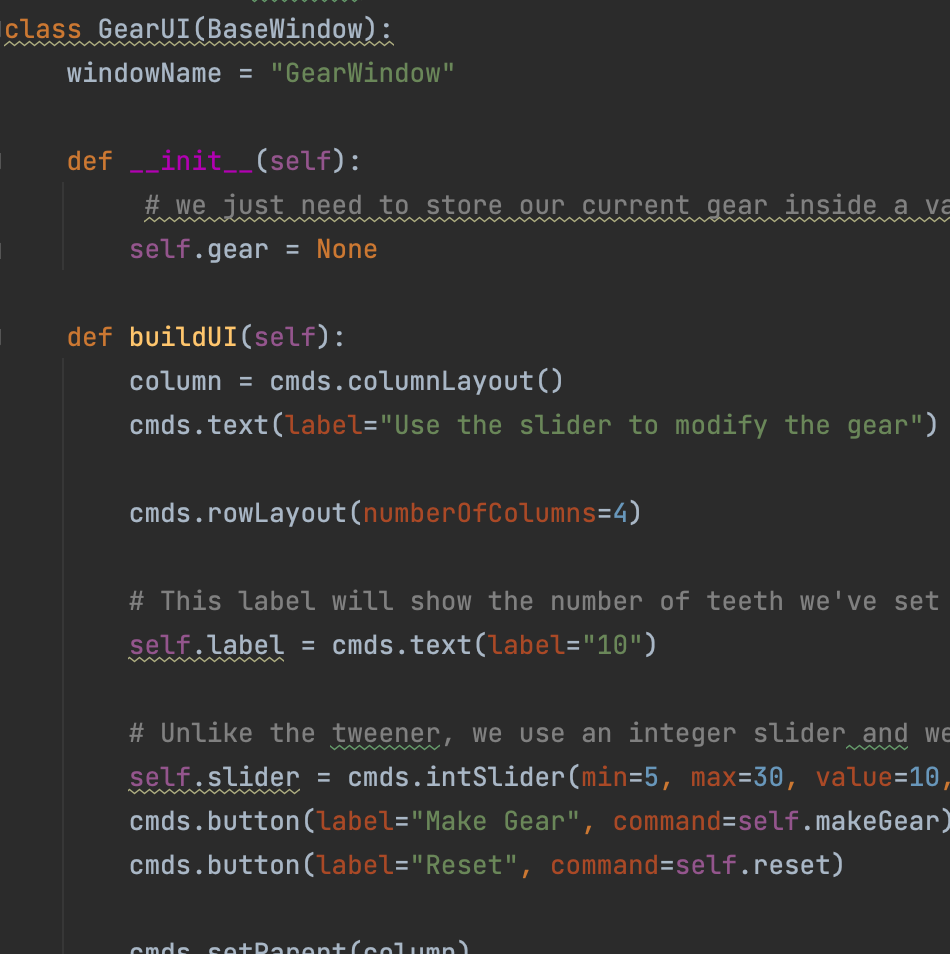 class GearUI(BaseWindow):
windowName = "GearWindow"
def __init__(self):
# we just need to store our current gear inside a
self.gear = None
def buildUI(self):
column = cmds.columnLayout()
cmds.text(label="Use the slider to modify the gear")
cmds.rowLayout(numberOfColumns=4)
# This label will show the number of teeth we've set
self.label = cmds.text(label="10")
# Unlike the tweener, we use an integer slider and we
self.slider = cmds.intSlider(min=5, max=30, value=10,
cmds.button(label="Make Gear", command=self.makeGear)
cmds.button(label="Reset", command=self.reset)
cmds.setParent(column)